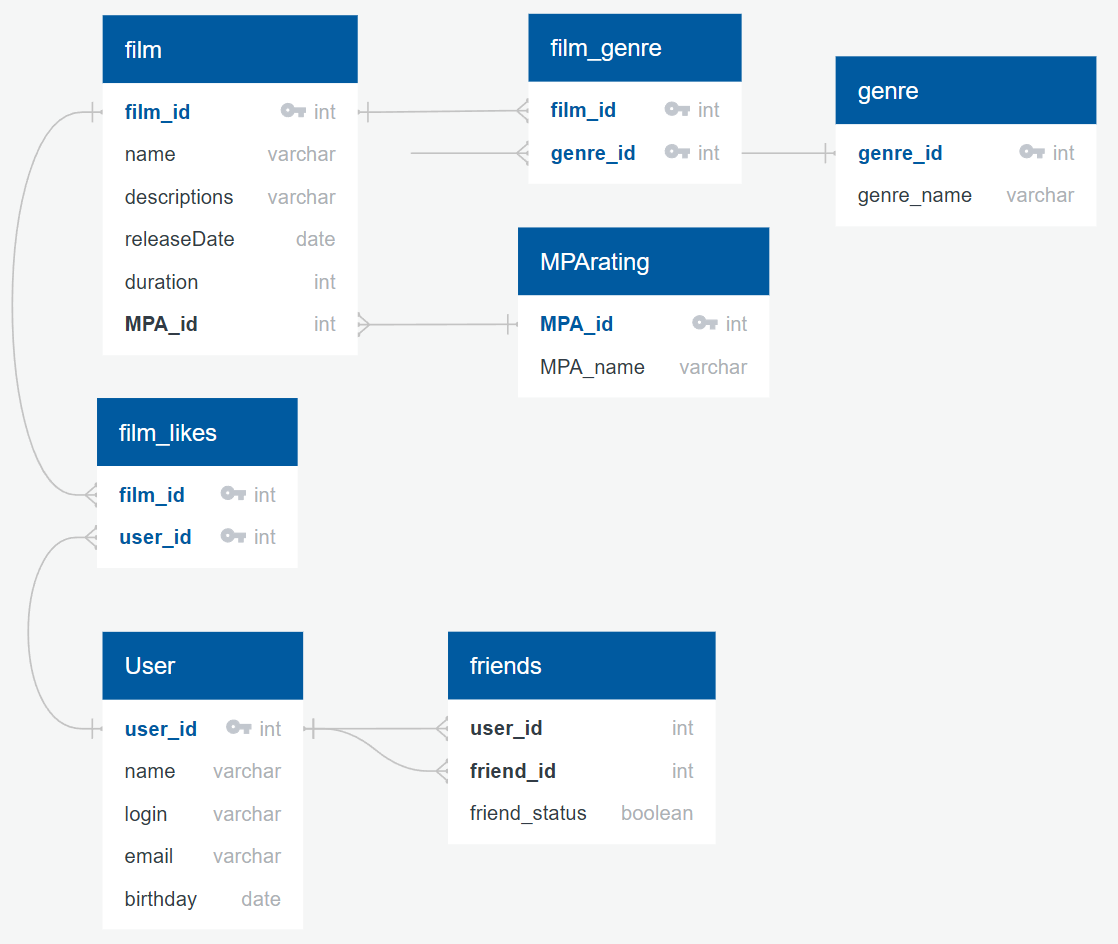 film
film_id int
name varchar
descriptions varchar
releaseDate date
duration int
MPA_id int
film_genre
film_id int
genre_id int
genre
genre_id int
genre_name varchar
MPArating
MPA_id int
MPA_name varchar
film_likes
film_id int
user_id int
User
user_id int
name varchar
login varchar
email varchar
birthday date
friends
user_id int
friend_id int
friend_status boolean